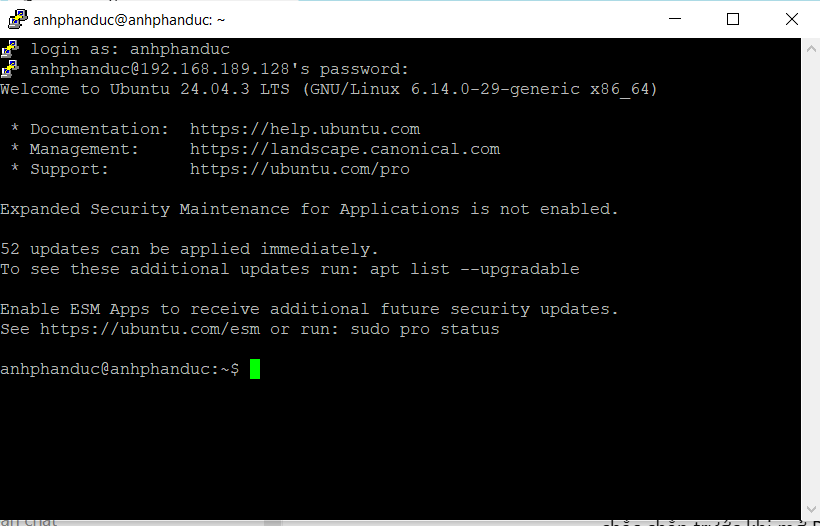 anhphanduc@anhphanduc: ~
login as: anhphanduc
anhphanduc@192.168.189.128's password:
Welcome to Ubuntu 24.04.3 LTS (GNU/Linux 6.14.0-29-generic x86_64)
* Documentation:  https://help.ubuntu.com
* Management:     https://landscape.canonical.com
* Support:        https://ubuntu.com/pro
Expanded Security Maintenance for Applications is not enabled.
52 updates can be applied immediately.
To see these additional updates run: apt list --upgradable
Enable ESM Apps to receive additional future security updates.
See https://ubuntu.com/esm or run: sudo pro status
anhphanduc@anhphanduc:~$